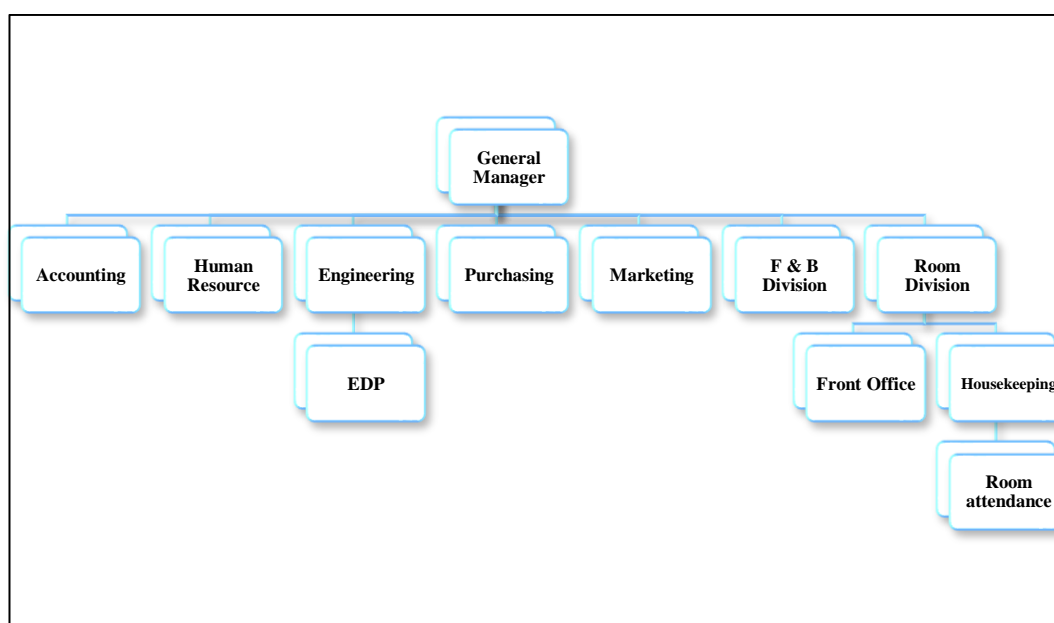 General
Manager
Accounting
Human
Resource
Engineering
Purchasing
Marketing
F & B
Division
Room
Division
EDP
Front Office
Housekeeping
Room
attendance